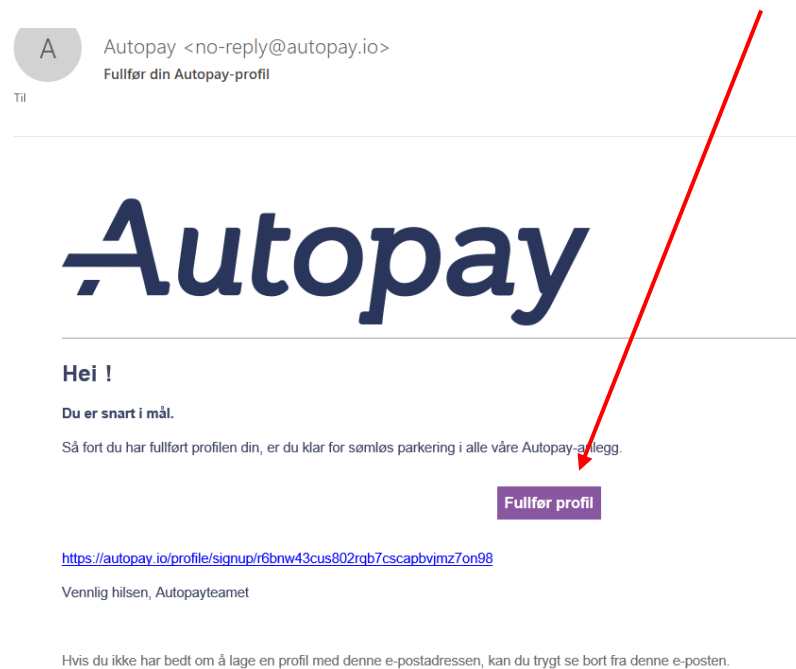 A
Autopay <no-reply@autopay.io>
Fullfør din Autopay-profil
Til
Autopay
Hei !
Du er snart i mål.
Så fort du har fullført profilen din, er du klar for sømløs parkering i alle våre Autopay-anlegg.
Fullfør profil
https://autopay.io/profile/signup/r6bnw43cus802rqb7cscapbvjmz7on98
Vennlig hilsen, Autopayteamet
Hvis du ikke har bedt om å lage en profil med denne e-postadressen, kan du trygt se bort fra denne e-posten.